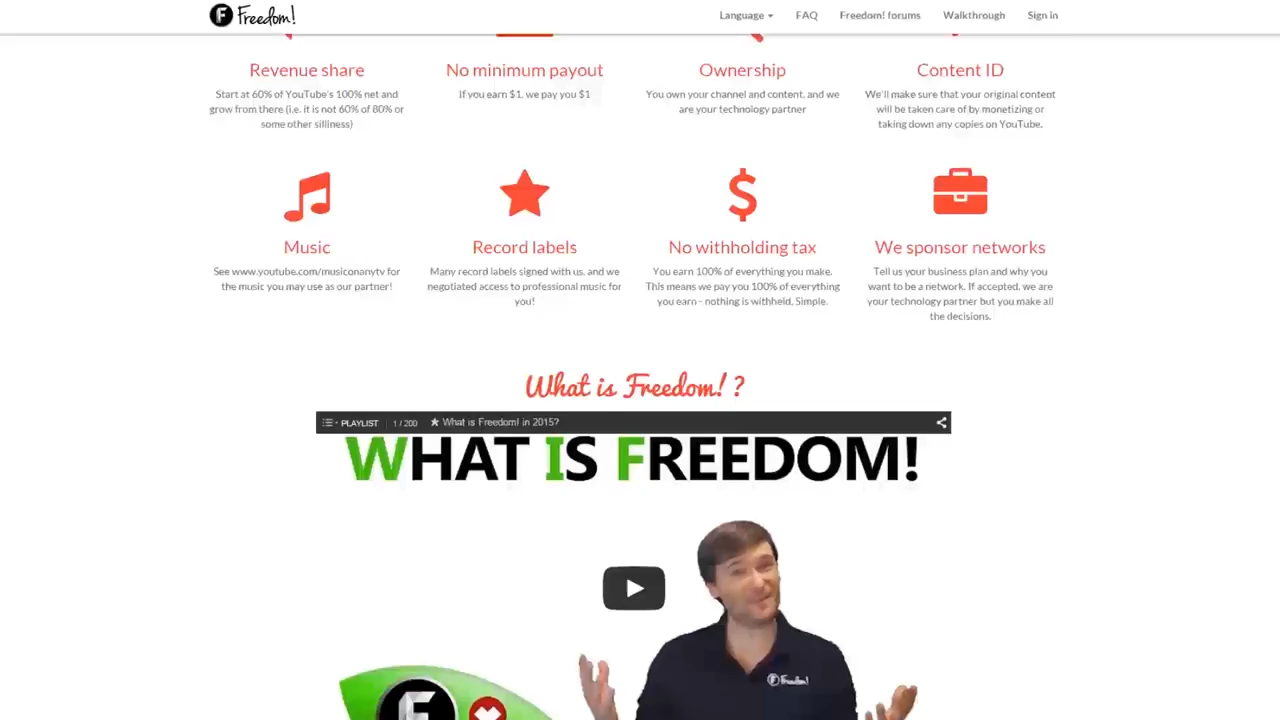 Freedom!
Language FAQ Freedom! forums Walkthrough Sign in
Revenue share
Start at 60% of YouTube's 100% net and
grow from there (i.e. it is not 60% of 80% or
some other silliness)
No minimum payout
If you earn $1, we pay you $1
Ownership
You own your channel and content, and we
are your technology partner
Content ID
We'll make sure that your original content
will be taken care of by monetizing or
taking down any copies on YouTube.
Music
See www.youtube.com/musiconanytv for
the music you may use as our partner!
Record labels
Many record labels signed with us, and we
negotiated access to professional music for
you!
No withholding tax
You earn 100% of everything you make.
This means we pay you 100% of everything
you earn - nothing is withheld. Simple.
We sponsor networks
Tell us your business plan and why you
want to be a network. If accepted, we are
your technology partner but you make all
the decisions.
What is Freedom! ?
PLAYLIST 1 / 200 ★ What is Freedom! in 2015?
WHAT IS FREEDOM!
Freedom!